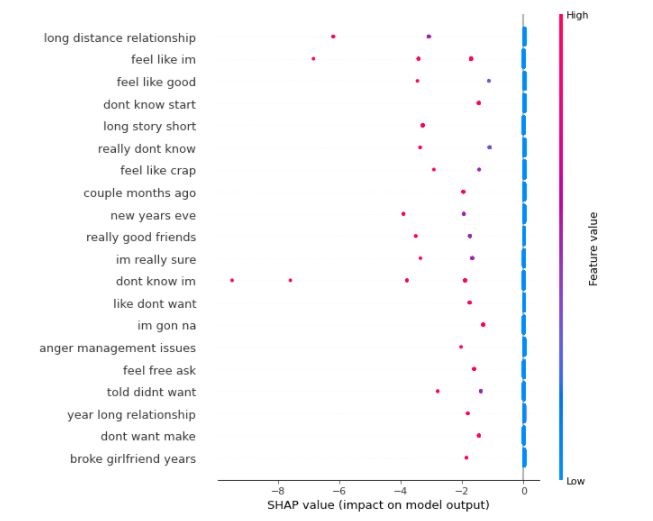 High
long distance relationship
feel like im
feel like good
dont know start
long story short
really dont know
feel like crap
couple months ago
new years eve
really good friends
im really sure
dont know im
like dont want
im gon na
anger management issues
feel free ask
told didnt want
year long relationship
dont want make
broke girlfriend years
Feature value
Low
−8 −6 −4 −2 0
SHAP value (impact on model output)